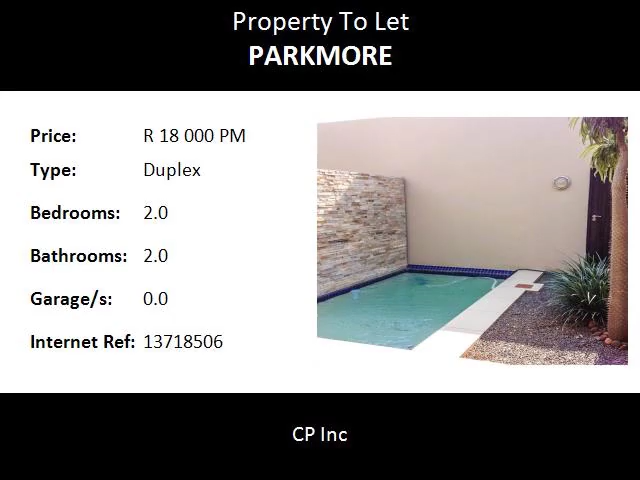 Property To Let
PARKMORE
Price: R 18 000 PM
Type: Duplex
Bedrooms: 2.0
Bathrooms: 2.0
Garage/s: 0.0
Internet Ref: 13718506
CP Inc